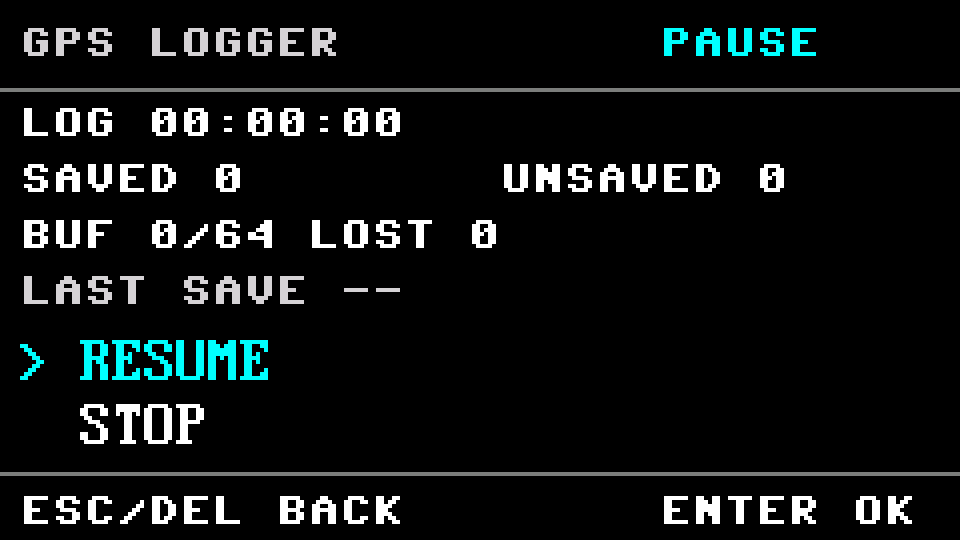 GPS LOGGER PAUSE
LOG 00:00:00
SAVED 0 UNSAVED 0
BUF 0/64 LOST 0
LAST SAVE --
> RESUME
STOP
ESC/DEL BACK ENTER OK